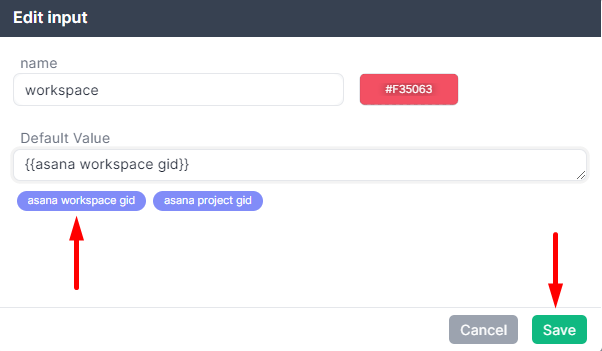 Edit input
name
workspace
#F35063
Default Value
{{asana workspace gid}}
asana workspace gid asana project gid
Cancel Save